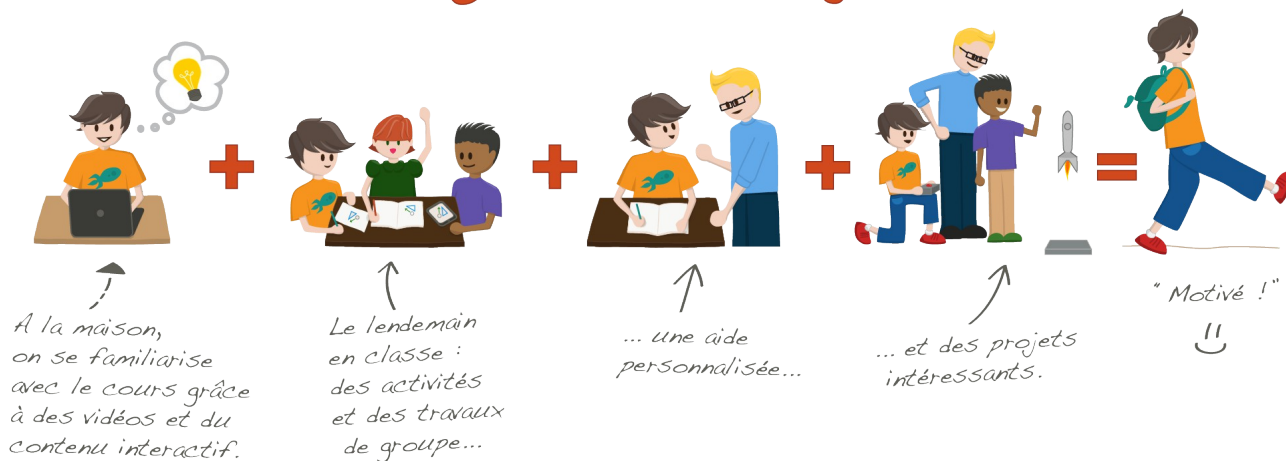 A la maison,
on se familiarise
avec le cours grâce
à des vidéos et du
contenu interactif.
Le lendemain
en classe :
des activités
et des travaux
de groupe...
... une aide
personnalisée...
... et des projets
intéressants.
" Motivé ! "